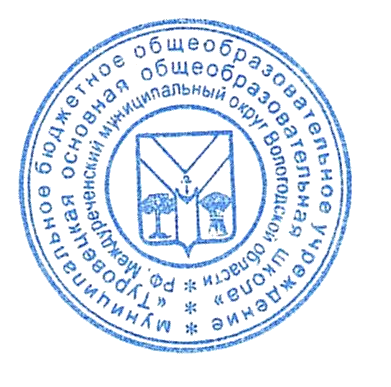 муниципальное бюджетное общеобразовательное учреждение *
«Туровецкая основная общеобразовательная школа» *
РФ, Междуреченский муниципальный округ Вологодской области *